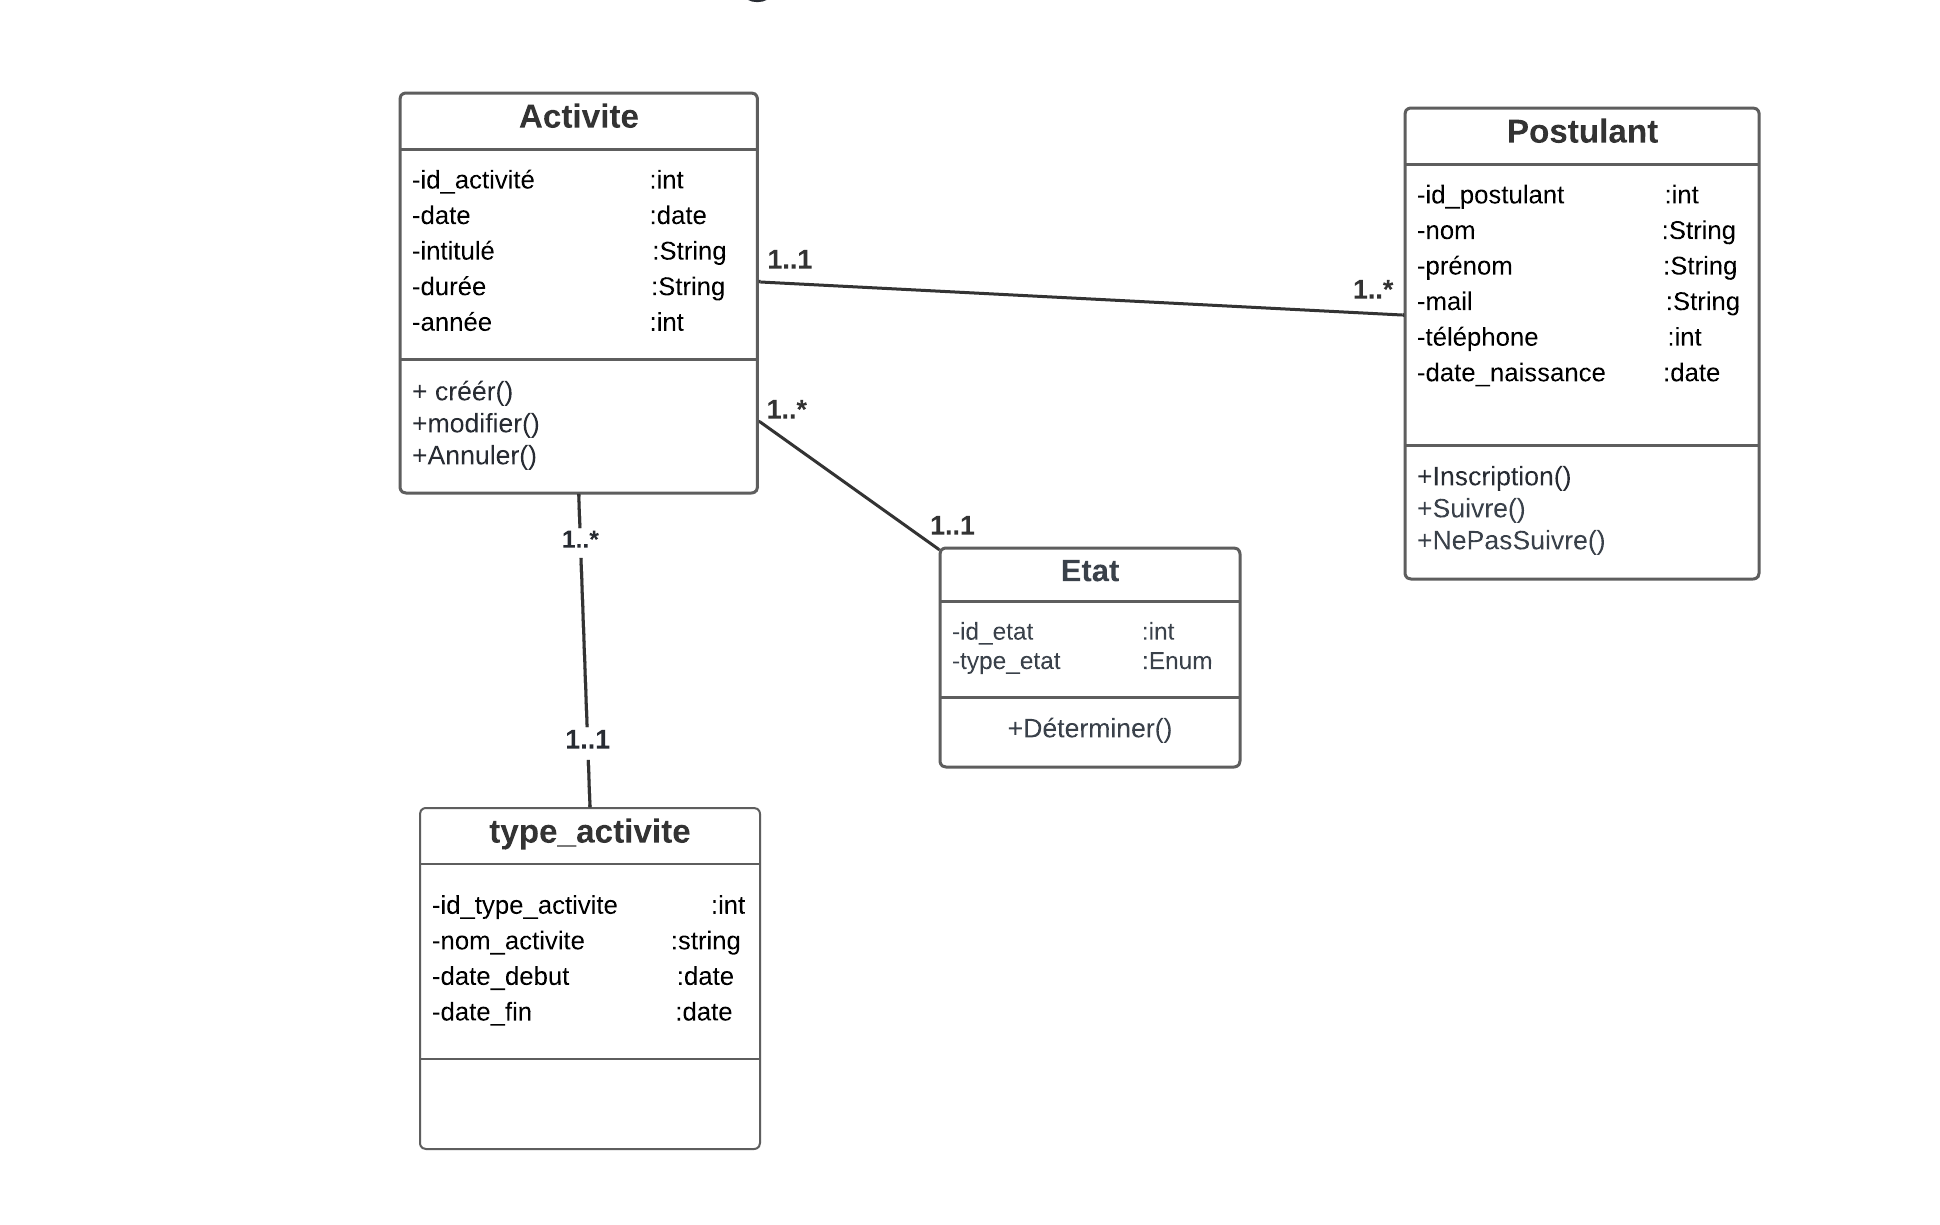 Activite
-id_activité :int
-date :date
-intitulé :String
-durée :String
-année :int
+ créér()
+modifier()
+Annuler()
1..1
1..*
Postulant
-id_postulant :int
-nom :String
-prénom :String
-mail :String
-téléphone :int
-date_naissance :date
+Inscription()
+Suivre()
+NePasSuivre()
1..*
1..1
Etat
-id_etat :int
-type_etat :Enum
+Déterminer()
1..*
1..1
type_activite
-id_type_activite :int
-nom_activite :string
-date_debut :date
-date_fin :date